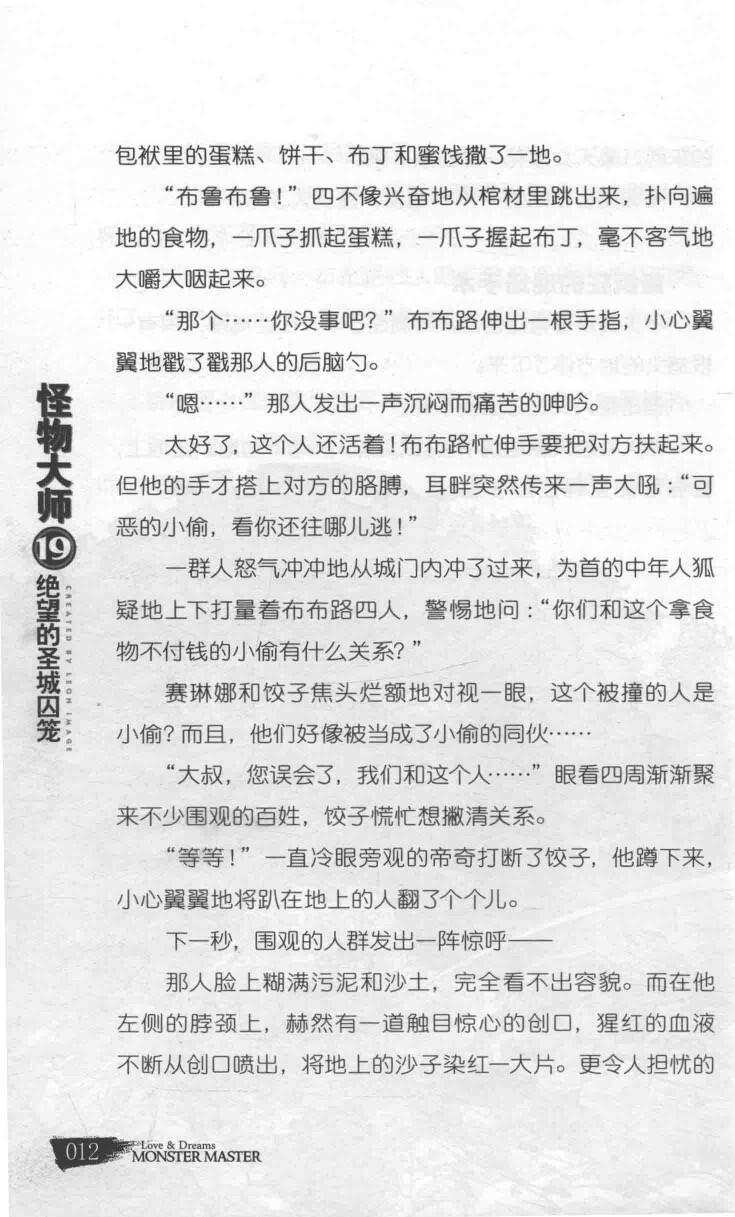 包袱里的蛋糕、饼干、布丁和蜜饯撒了一地。
“布鲁布鲁！”四不像兴奋地从棺材里跳出来，扑向遍
地的食物，一爪子抓起蛋糕，一爪子握起布丁，毫不客气地
大嚼大咽起来。
“那个……你没事吧？”布布路伸出一根手指，小心翼
翼地戳了戳那人的后脑勺。
“嗯……”那人发出一声沉闷而痛苦的呻吟。
太好了，这个人还活着！布布路忙伸手要把对方扶起来。
但他的手才搭上对方的胳膊，耳畔突然传来一声大吼：“可
恶的小偷，看你还往哪儿逃！”
一群人怒气冲冲地从城门内冲了过来，为首的中年人狐
疑地上下打量着布布路四人，警惕地问：“你们和这个拿食
物不付钱的小偷有什么关系？”
赛琳娜和饺子焦头烂额地对视一眼，这个被撞的人是
小偷？而且，他们好像被当成了小偷的同伙……
“大叔，您误会了，我们和这个人……”眼看四周渐渐聚
来不少围观的百姓，饺子慌忙想撇清关系。
“等等！”一直冷眼旁观的帝奇打断了饺子，他蹲下来，
小心翼翼地将趴在地上的人翻了个个儿。
下一秒，围观的人群发出一阵惊呼——
那人脸上糊满污泥和沙土，完全看不出容貌。而在他
左侧的脖颈上，赫然有一道触目惊心的创口，猩红的血液
不断从创口喷出，将地上的沙子染红一大片。更令人担忧的
怪物大师
19
绝望的圣城囚笼
CREATED BY LEON IMAGE
012
Love & Dreams
MONSTER MASTER